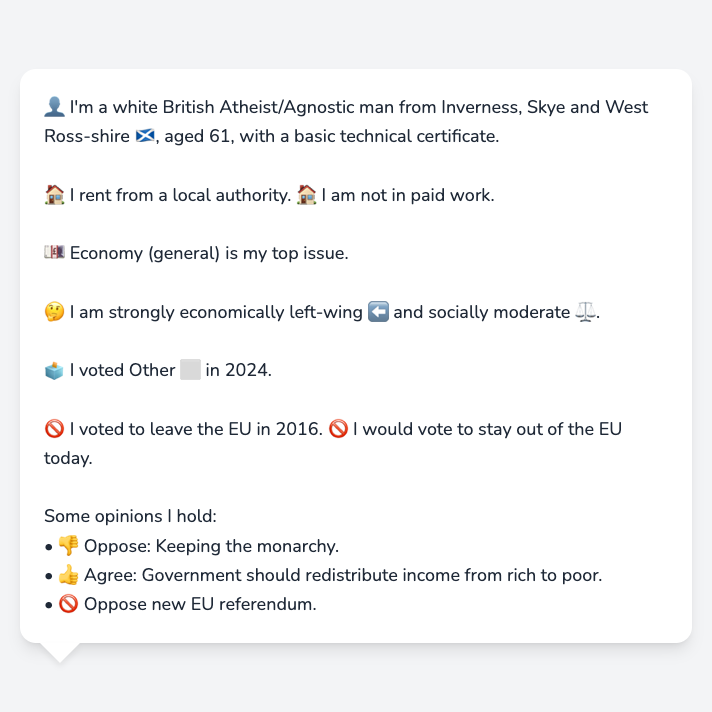 👤 I'm a white British Atheist/Agnostic man from Inverness, Skye and West
Ross-shire 🏴󠁧󠁢󠁳󠁣󠁴󠁿, aged 61, with a basic technical certificate.
🏠 I rent from a local authority. 🏠 I am not in paid work.
💷 Economy (general) is my top issue.
🤔 I am strongly economically left-wing ⬅️ and socially moderate ⚖️.
🗳️ I voted Other ⬜ in 2024.
🚫 I voted to leave the EU in 2016. 🚫 I would vote to stay out of the EU
today.
Some opinions I hold:
• 👎 Oppose: Keeping the monarchy.
• 👍 Agree: Government should redistribute income from rich to poor.
• 🚫 Oppose new EU referendum.